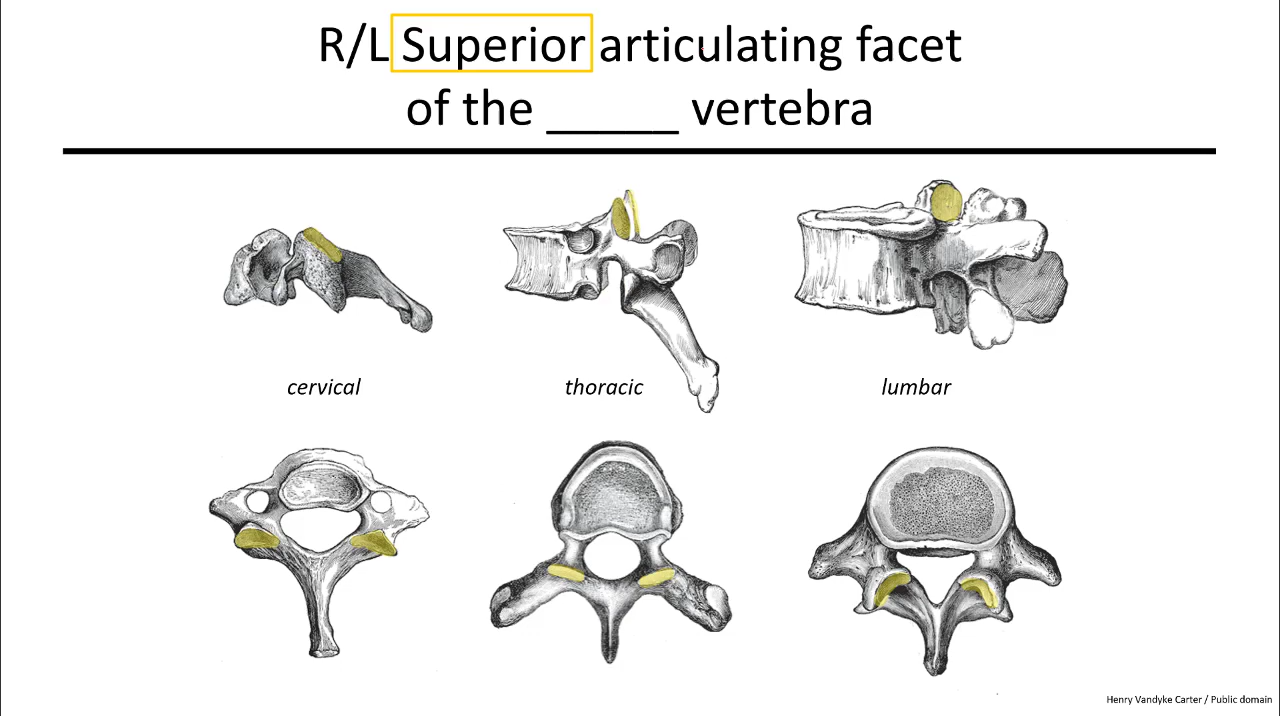 R/L Superior articulating facet
of the _____ vertebra
cervical
thoracic
lumbar
Henry Vandyke Carter / Public domain